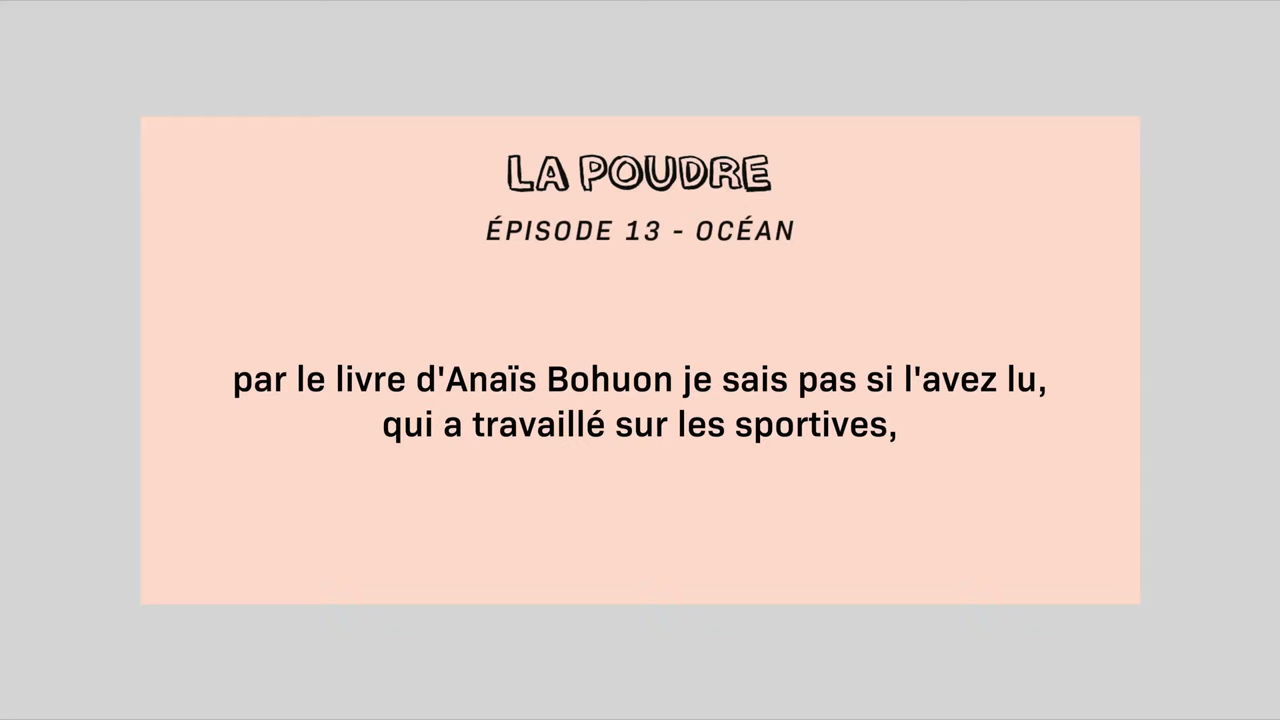 LA POUDRE
ÉPISODE 13 - OCÉAN
par le livre d'Anaïs Bohuon je sais pas si l'avez lu,
qui a travaillé sur les sportives,